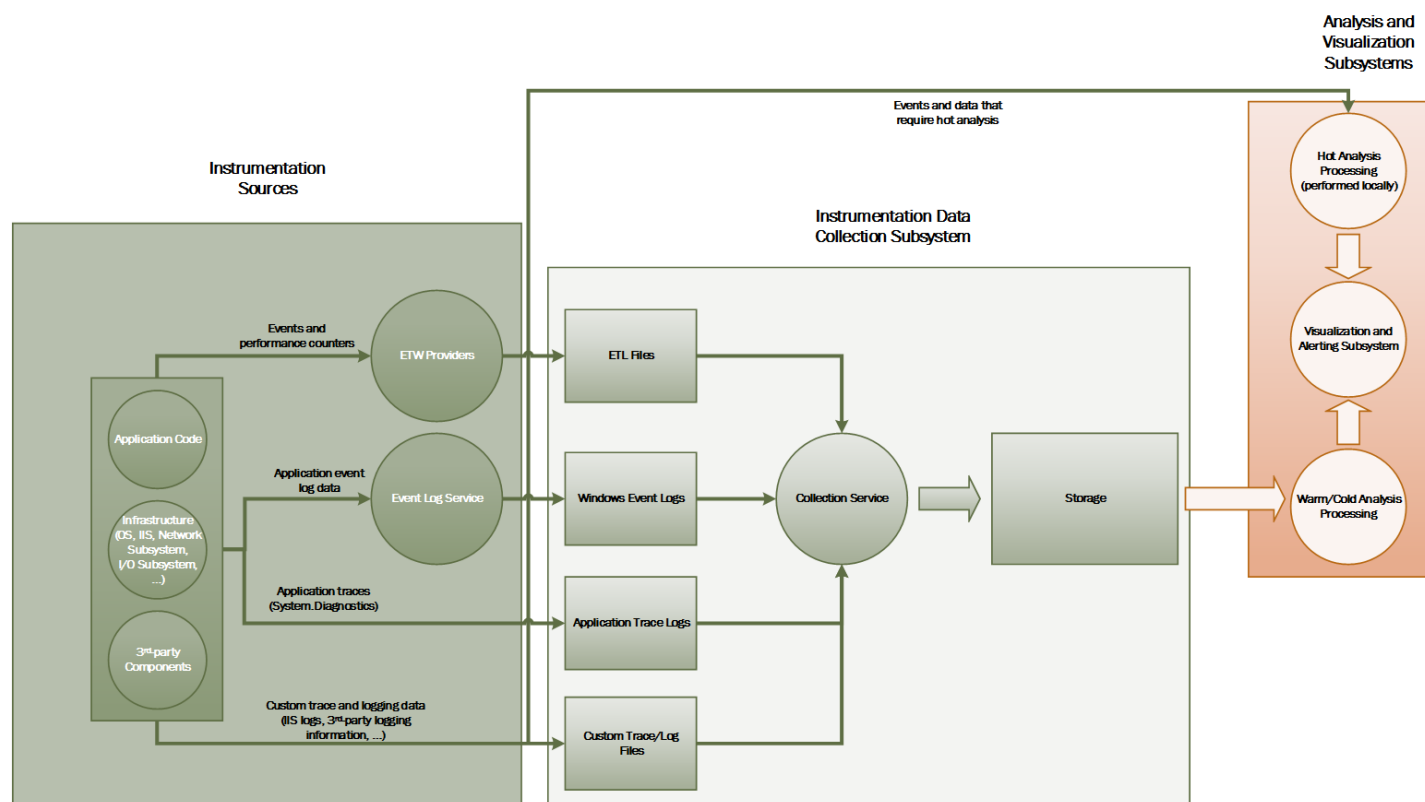 Analysis and
Visualization
Subsystems
Events and data that
require hot analysis
Hot Analysis
Processing
(performed locally)
Instrumentation
Sources
Instrumentation Data
Collection Subsystem
Events and
performance counters
ETW Providers
ETL Files
Visualization and
Alerting Subsystem
Application Code
Application event
log data
Event Log Service
Windows Event Logs
Collection Service
Storage
Warm/Cold Analysis
Processing
Infrastructure
(OS, IIS, Network
Subsystem,
I/O Subsystem,
...)
Application traces
(System.Diagnostics)
Application Trace Logs
3rd-party
Components
Custom trace and logging data
(IIS logs, 3rd-party logging
information, ...)
Custom Trace/Log
Files